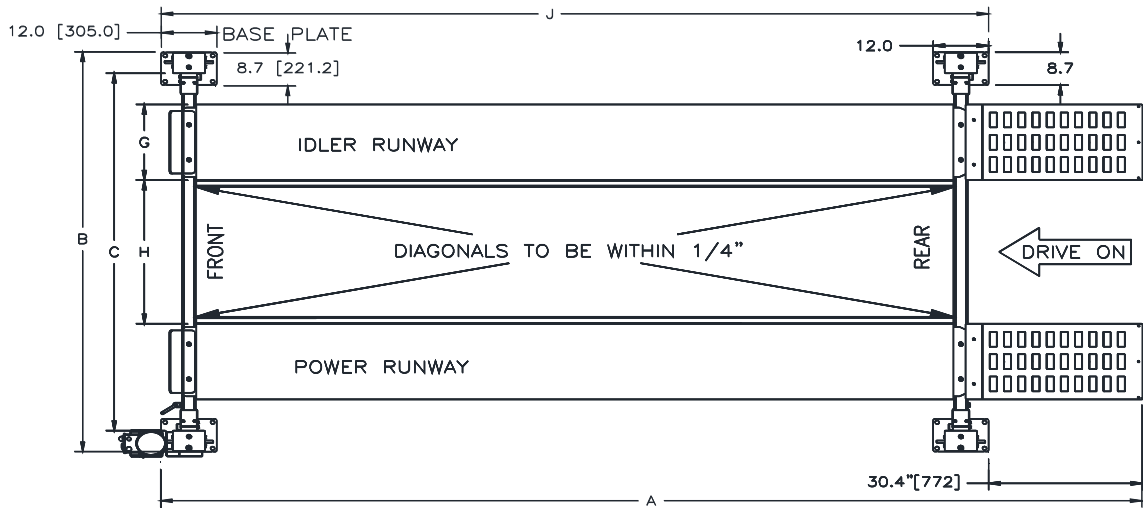 J
12.0 [305.0]
BASE PLATE
8.7 [221.2]
12.0
8.7
G
IDLER RUNWAY
B
C
H
FRONT
DIAGONALS TO BE WITHIN 1/4"
REAR
DRIVE ON
POWER RUNWAY
30.4"[772]
A